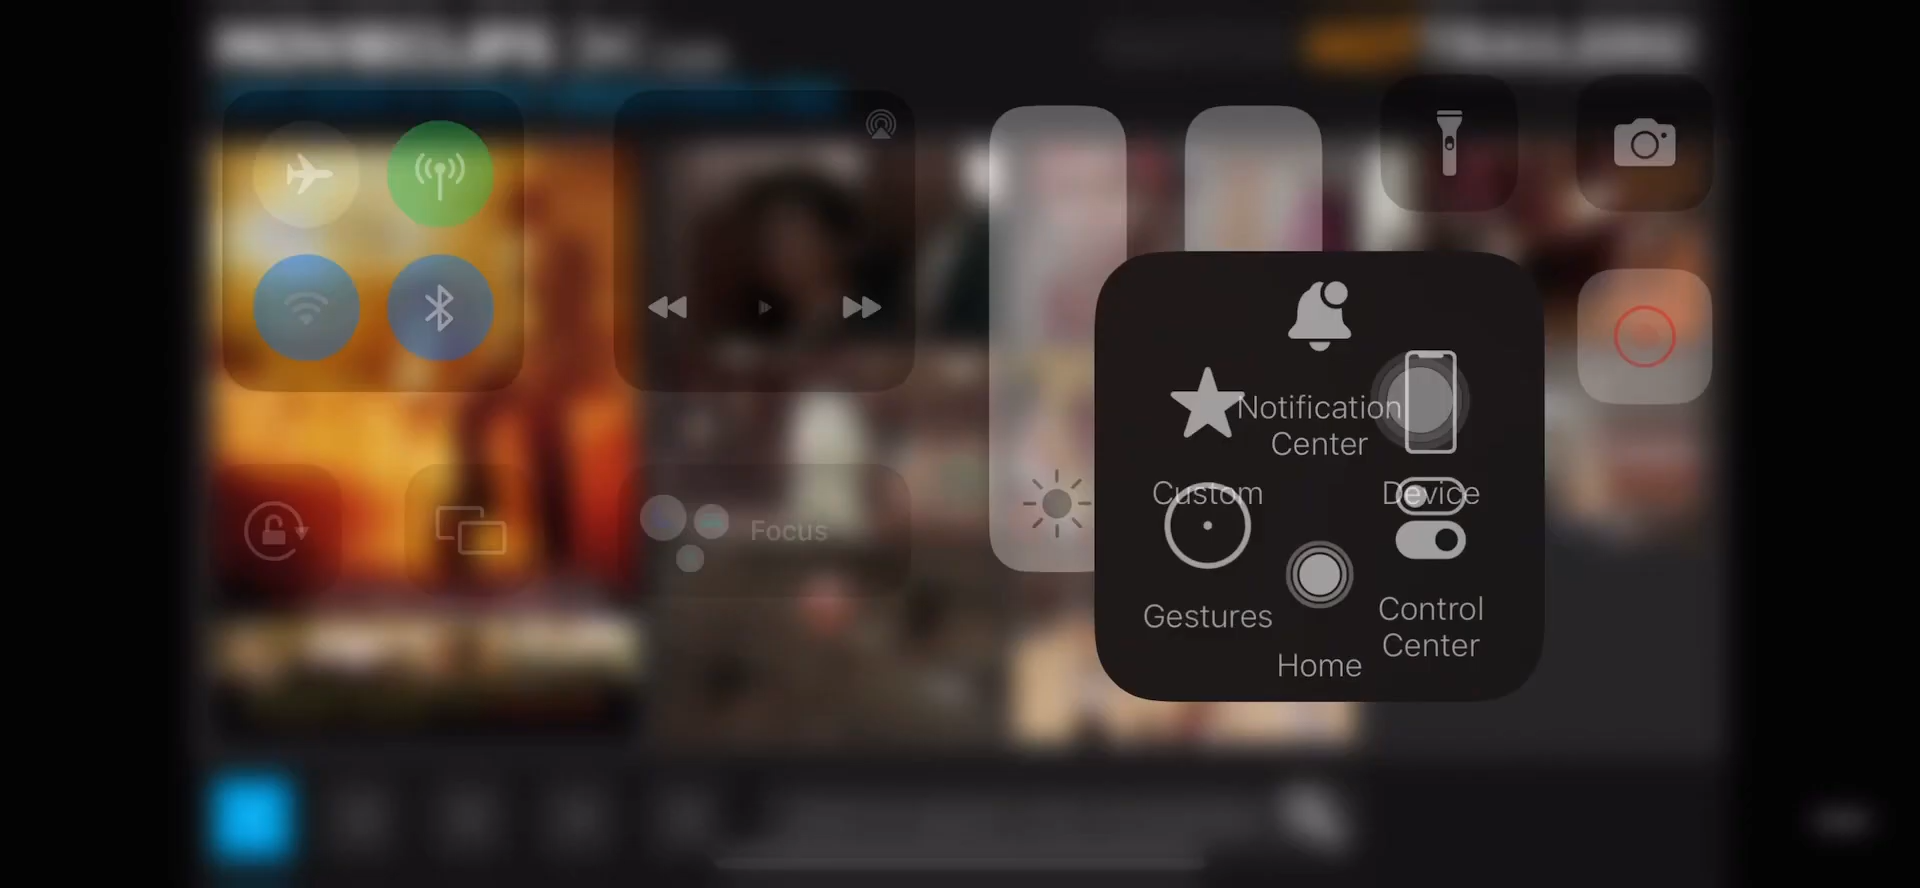 Notification
Center
Custom
Device
Focus
Gestures
Control
Center
Home